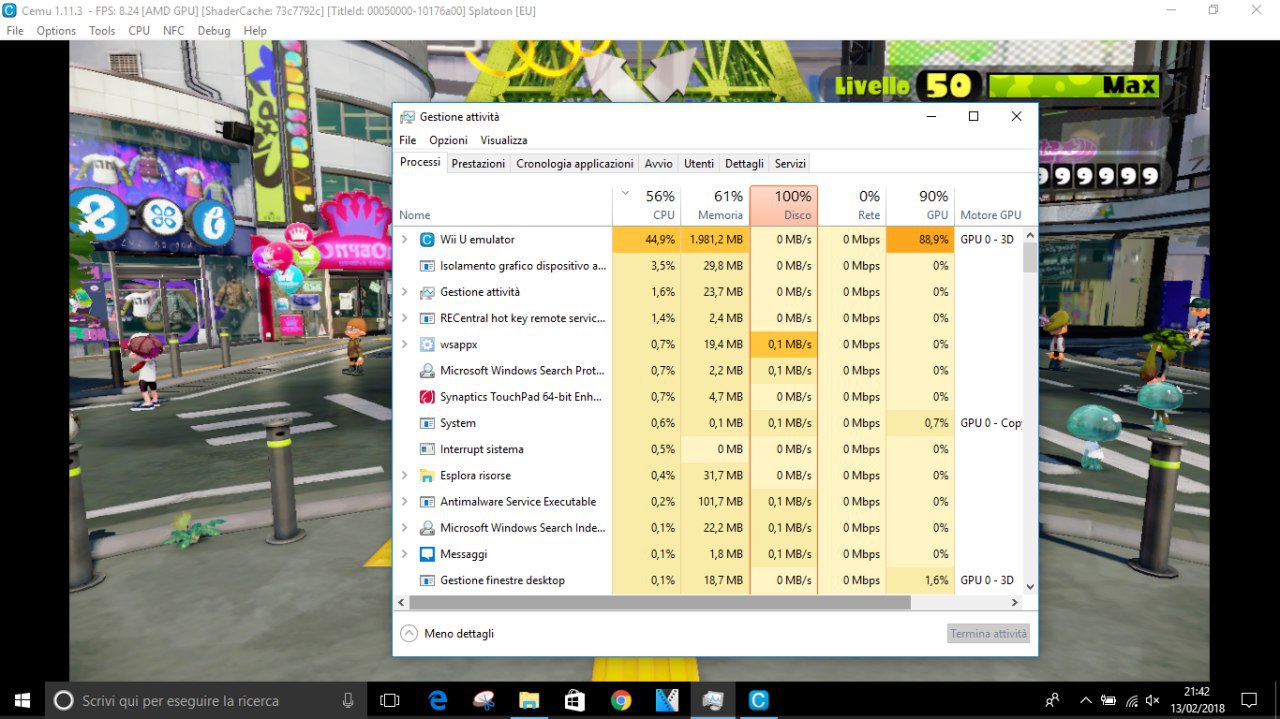 Cemu 1.11.3 - FPS: 8.24 [AMD GPU] [ShaderCache: 73c7792c] [TitleId: 00050000-10176a00] Splatoon [EU]
File Options Tools CPU NFC Debug Help
Livello 50 Max
999999
Gestione attività
File Opzioni Visualizza
Processi Prestazioni Cronologia applicazioni Avvio Utenti Dettagli Servizi
56% 61% 100% 0% 90%
Nome CPU Memoria Disco Rete GPU Motore GPU
Wii U emulator 44,9% 1.981,2 MB 0 MB/s 0 Mbps 88,9% GPU 0 - 3D
Isolamento grafico dispositivo a... 3,5% 29,8 MB 0 MB/s 0 Mbps 0%
Gestione attività 1,6% 23,7 MB 0 MB/s 0 Mbps 0%
RECentral hot key remote servic... 1,4% 2,4 MB 0 MB/s 0 Mbps 0%
wsappx 0,7% 19,4 MB 0,1 MB/s 0 Mbps 0%
Microsoft Windows Search Prot... 0,7% 2,2 MB 0,1 MB/s 0 Mbps 0%
Synaptics TouchPad 64-bit Enh... 0,7% 4,7 MB 0 MB/s 0 Mbps 0%
System 0,6% 0,1 MB 0,1 MB/s 0 Mbps 0,7% GPU 0 - Copy
Interrupt sistema 0,5% 0 MB 0 MB/s 0 Mbps 0%
Esplora risorse 0,4% 31,7 MB 0 MB/s 0 Mbps 0%
Antimalware Service Executable 0,2% 101,7 MB 0,1 MB/s 0 Mbps 0%
Microsoft Windows Search Inde... 0,1% 22,2 MB 0,1 MB/s 0 Mbps 0%
Messaggi 0,1% 1,8 MB 0,1 MB/s 0 Mbps 0%
Gestione finestre desktop 0,1% 18,7 MB 0 MB/s 0 Mbps 1,6% GPU 0 - 3D
Meno dettagli Termina attività
Scrivi qui per eseguire la ricerca
21:42
13/02/2018